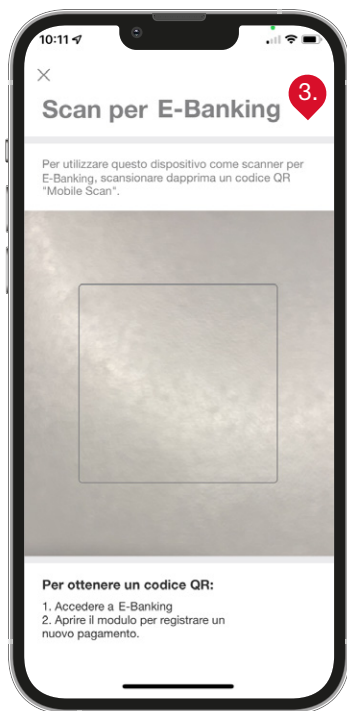 10:11
3.
Scan per E-Banking
Per utilizzare questo dispositivo come scanner per
E-Banking, scansionare dapprima un codice QR
"Mobile Scan".
Per ottenere un codice QR:
1. Accedere a E-Banking
2. Aprire il modulo per registrare un
nuovo pagamento.